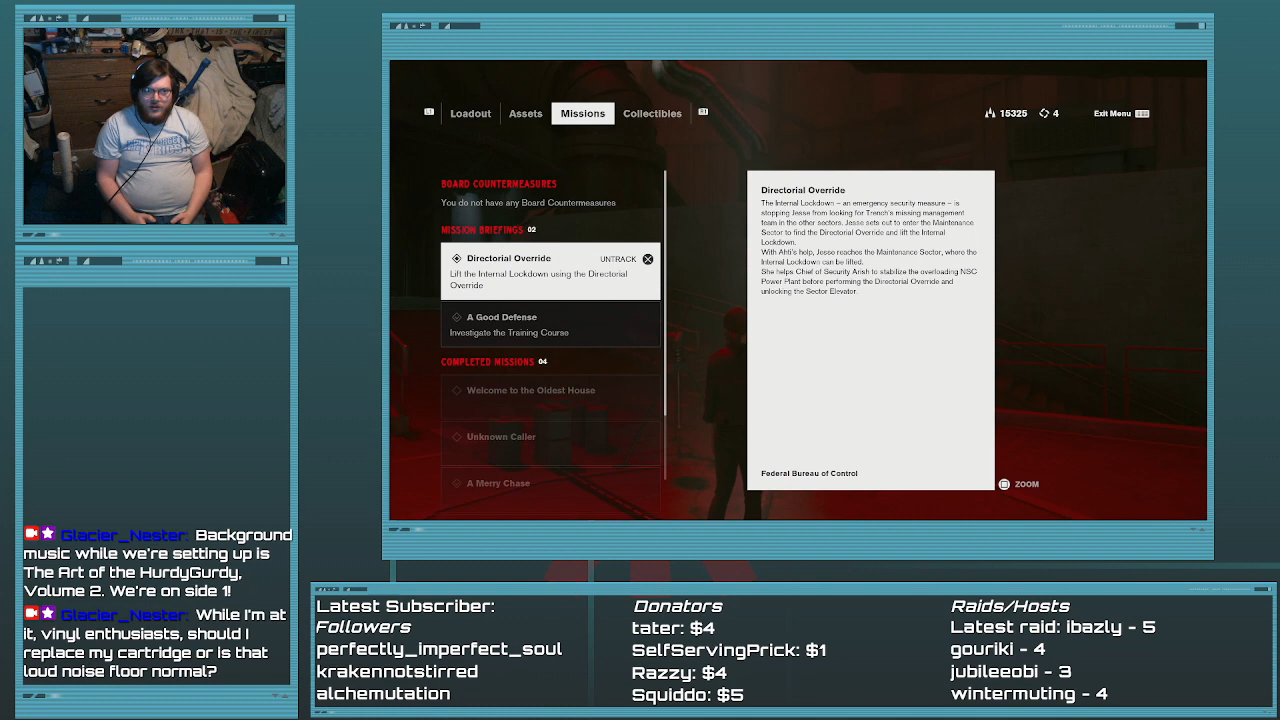 Loadout
Assets
Missions
Collectibles
15325
4
Exit Menu
BOARD COUNTERMEASURES
You do not have any Board Countermeasures
MISSION BRIEFINGS 02
Directorial Override
UNTRACK
Lift the Internal Lockdown using the Directorial
Override
A Good Defense
Investigate the Training Course
COMPLETED MISSIONS 04
Welcome to the Oldest House
Unknown Caller
A Merry Chase
Directorial Override
The Internal Lockdown – an emergency security measure – is
stopping Jesse from looking for Trench's missing management
team in the other sectors. Jesse sets out to enter the Maintenance
Sector to find the Directorial Override and lift the Internal
Lockdown.
With Ahti's help, Jesse reaches the Maintenance Sector, where the
Internal Lockdown can be lifted.
She helps Chief of Security Arish to stabilize the overloading NSC
Power Plant before performing the Directorial Override and
unlocking the Sector Elevator.
Federal Bureau of Control
ZOOM
Glacier_Nester: Background
music while we're setting up is
The Art of the HurdyGurdy,
Volume 2. We're on side 1!
Glacier_Nester: While I'm at
it, vinyl enthusiasts, should I
replace my cartridge or is that
loud noise floor normal?
Latest Subscriber:
Followers
perfectly_imperfect_soul
krakennotstirred
alchemutation
Donators
tater: $4
SelfServingPrick: $1
Razzy: $4
Squiddo: $5
Raids/Hosts
Latest raid: ibazly - 5
gouriki - 4
jubileenbi - 3
wintermuting - 4